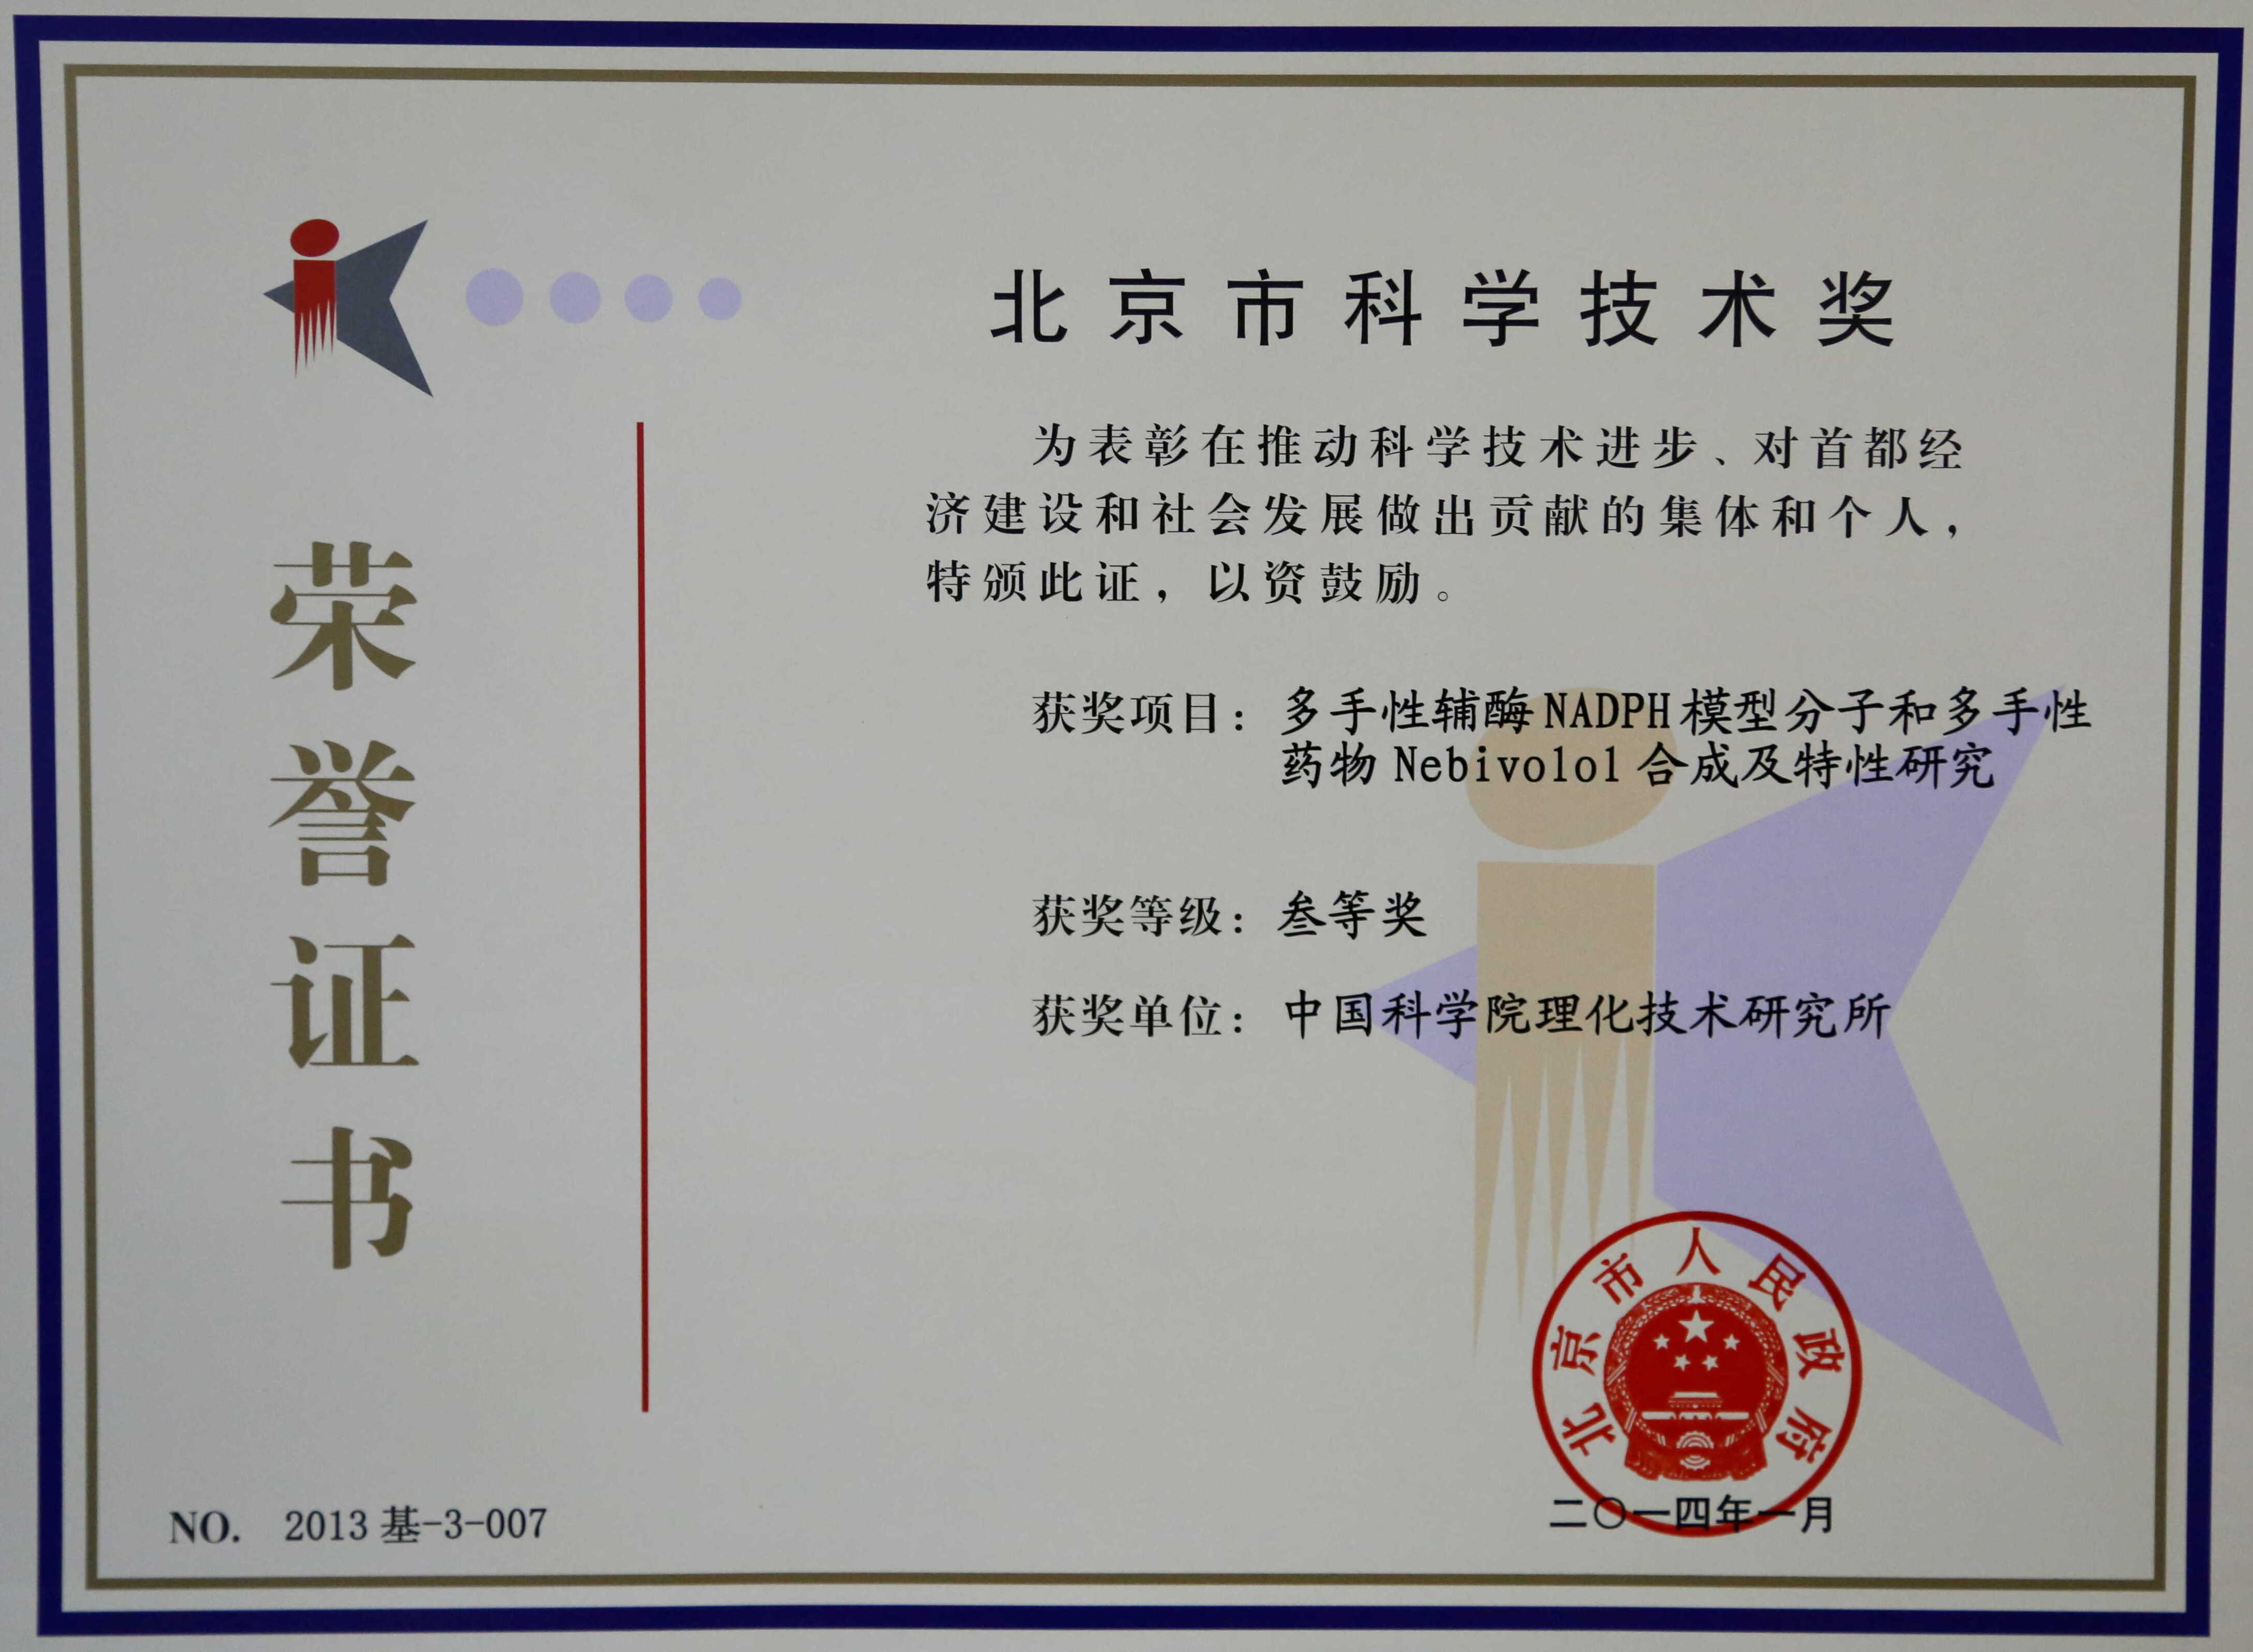 北京市科学技术奖
荣誉证书
为表彰在推动科学技术进步、对首都经
济建设和社会发展做出贡献的集体和个人，
特颁此证，以资鼓励。
获奖项目：多手性辅酶NADPH模型分子和多手性
药物Nebivolol合成及特性研究
获奖等级：叁等奖
获奖单位：中国科学院理化技术研究所
北京市人民政府
二〇一四年一月
NO. 2013基-3-007